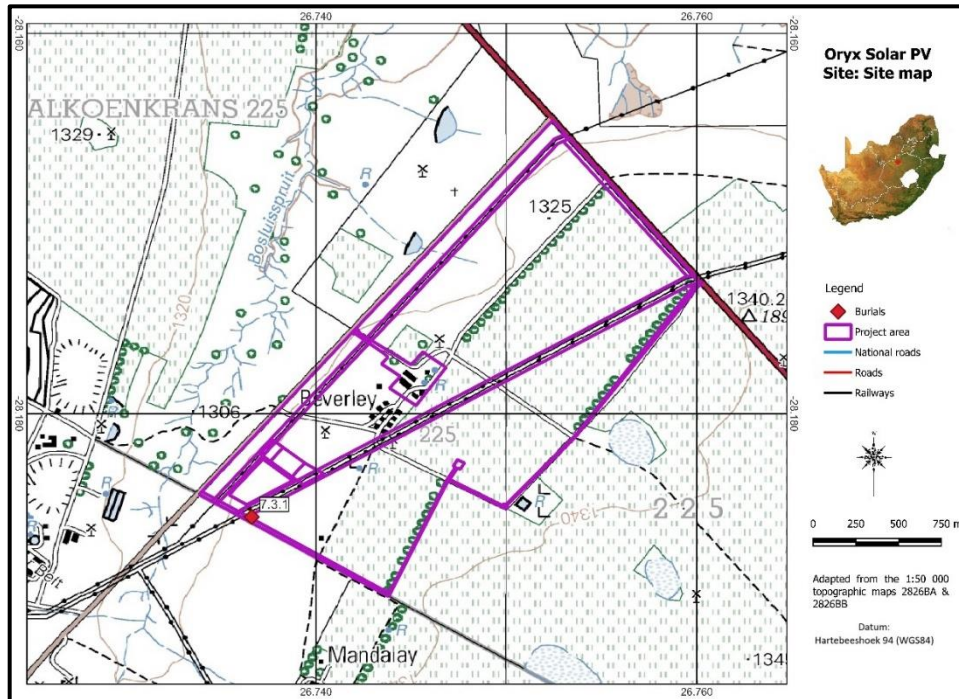 26.740
26.760
-28.160
-28.160
ALKOENKRANS 225
1329
Bosluisspruit
R
1325
1320
1340.2
189
Beverley
R
1306
225
-28.180
-28.180
R
R
7.3.1
R
1340
2-2 5
Belt
R
Mandalay
1345
26.740
26.760
Oryx Solar PV
Site: Site map
Legend
Burials
Project area
National roads
Roads
Railways
N
0 250 500 750 m
Adapted from the 1:50 000
topographic maps 2826BA &
2826BB
Datum:
Hartebeeshoek 94 (WGS84)